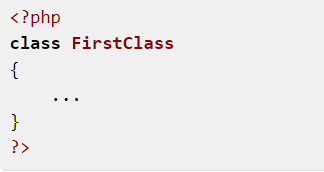 <?php
class FirstClass
{
    ...
}
?>